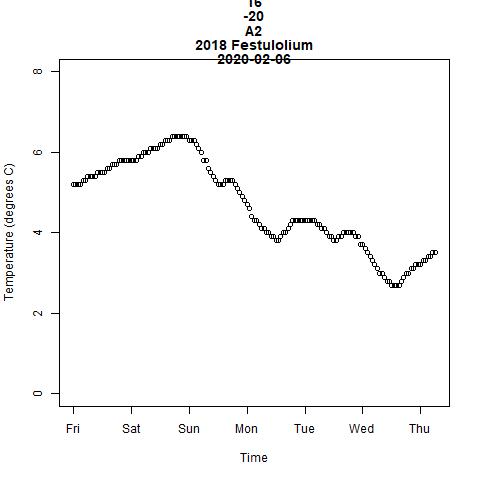 16
-20
A2
2018 Festulolium
2020-02-06
8
6
4
2
0
Temperature (degrees C)
Fri Sat Sun Mon Tue Wed Thu
Time